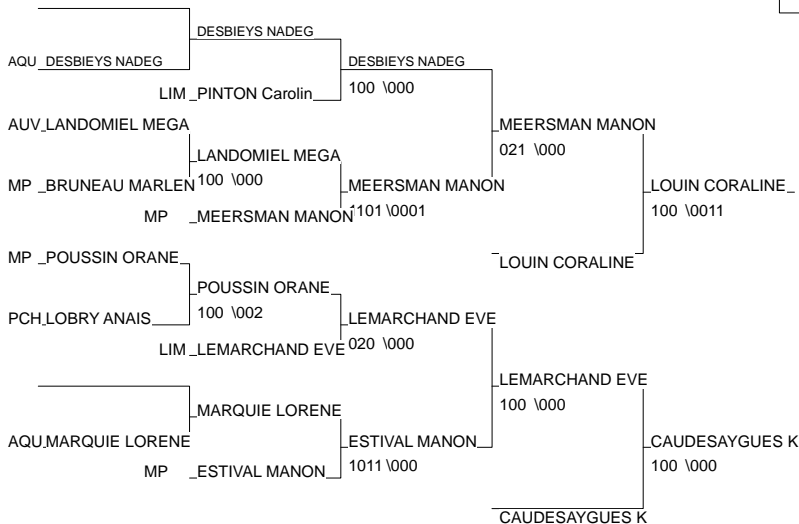 DESBIEYS NADEG
AQU DESBIEYS NADEG DESBIEYS NADEG
LIM PINTON Carolin 100 \000
AUV LANDOMIEL MEGA MEERSMAN MANON
021 \000
LANDOMIEL MEGA
100 \000
MP BRUNEAU MARLEN MEERSMAN MANON LOUIN CORALINE
1101 \0001 100 \0011
MP MEERSMAN MANON
MP POUSSIN ORANE LOUIN CORALINE
POUSSIN ORANE
100 \002
PCH LOBRY ANAIS LEMARCHAND EVE
LIM LEMARCHAND EVE 020 \000
LEMARCHAND EVE
100 \000
MARQUIE LORENE
AQU MARQUIE LORENE ESTIVAL MANON CAUDESAYGUES K
MP ESTIVAL MANON 1011 \000 100 \000
CAUDESAYGUES K